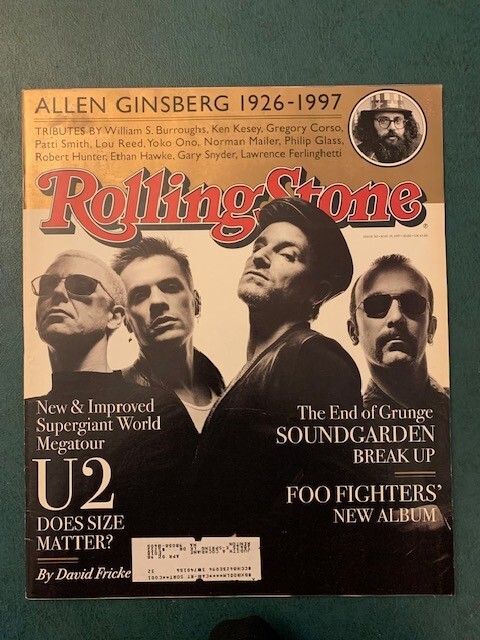 ALLEN GINSBERG 1926-1997
TRIBUTES BY William S. Burroughs, Ken Kesey, Gregory Corso,
Patti Smith, Lou Reed, Yoko Ono, Norman Mailer, Philip Glass,
Robert Hunter, Ethan Hawke, Gary Snyder, Lawrence Ferlinghetti
RollingStone
New & Improved
Supergiant World
Megatour
U2
DOES SIZE
MATTER?
By David Fricke
The End of Grunge
SOUNDGARDEN
BREAK UP
FOO FIGHTERS'
NEW ALBUM